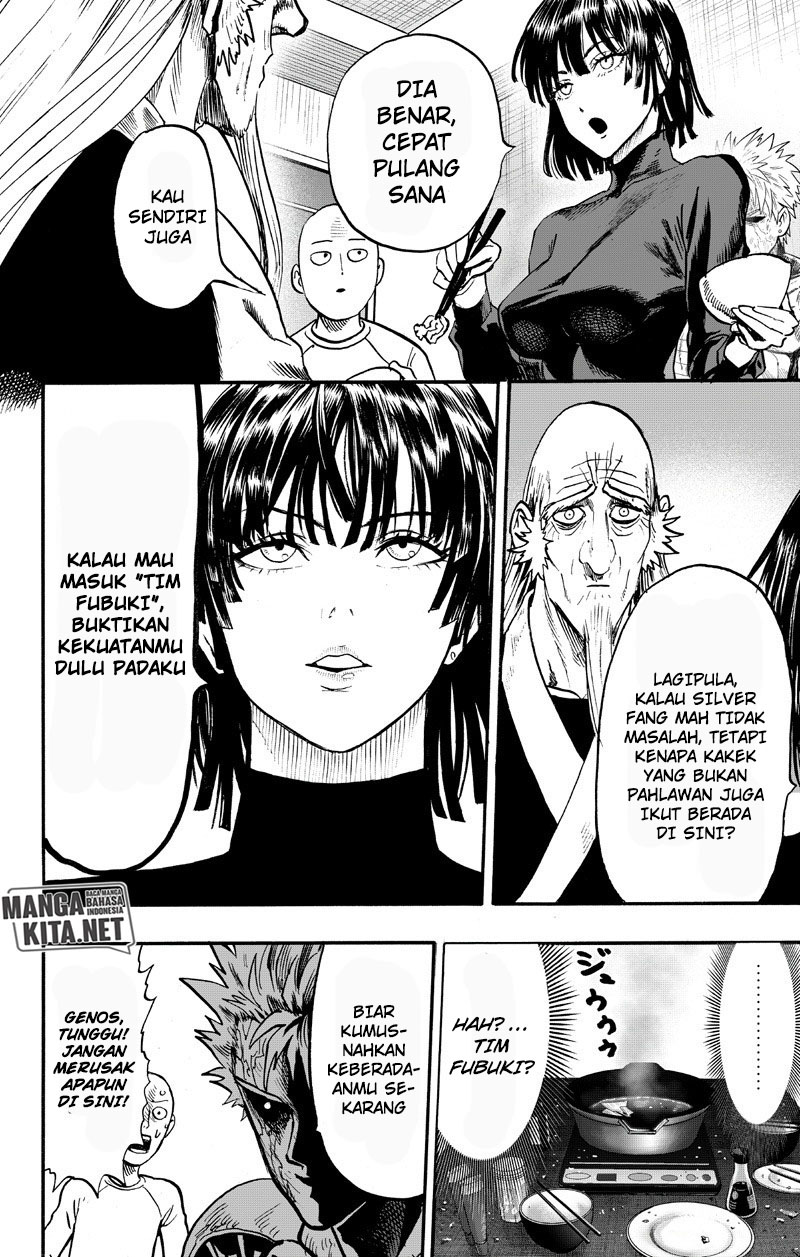 DIA
BENAR,
CEPAT
PULANG
SANA
KAU
SENDIRI
JUGA
LAGIPULA,
KALAU SILVER
FANG MAH TIDAK
MASALAH, TETAPI
KENAPA KAKEK
YANG BUKAN
PAHLAWAN JUGA
IKUT BERADA
DI SINI?
KALAU MAU
MASUK "TIM
FUBUKI",
BUKTIKAN
KEKUATANMU
DULU PADAKU
MANGA
KITA.NET
BACA MANGA
BAHASA
INDONESIA
.........
ジュウウウ
HAH?...
TIM
FUBUKI?
BIAR
KUMUS-
NAHKAN
KEBERADA-
ANMU SE-
KARANG
GENOS,
TUNGGU!
JANGAN
MERUSAK
APAPUN
DI SINI!